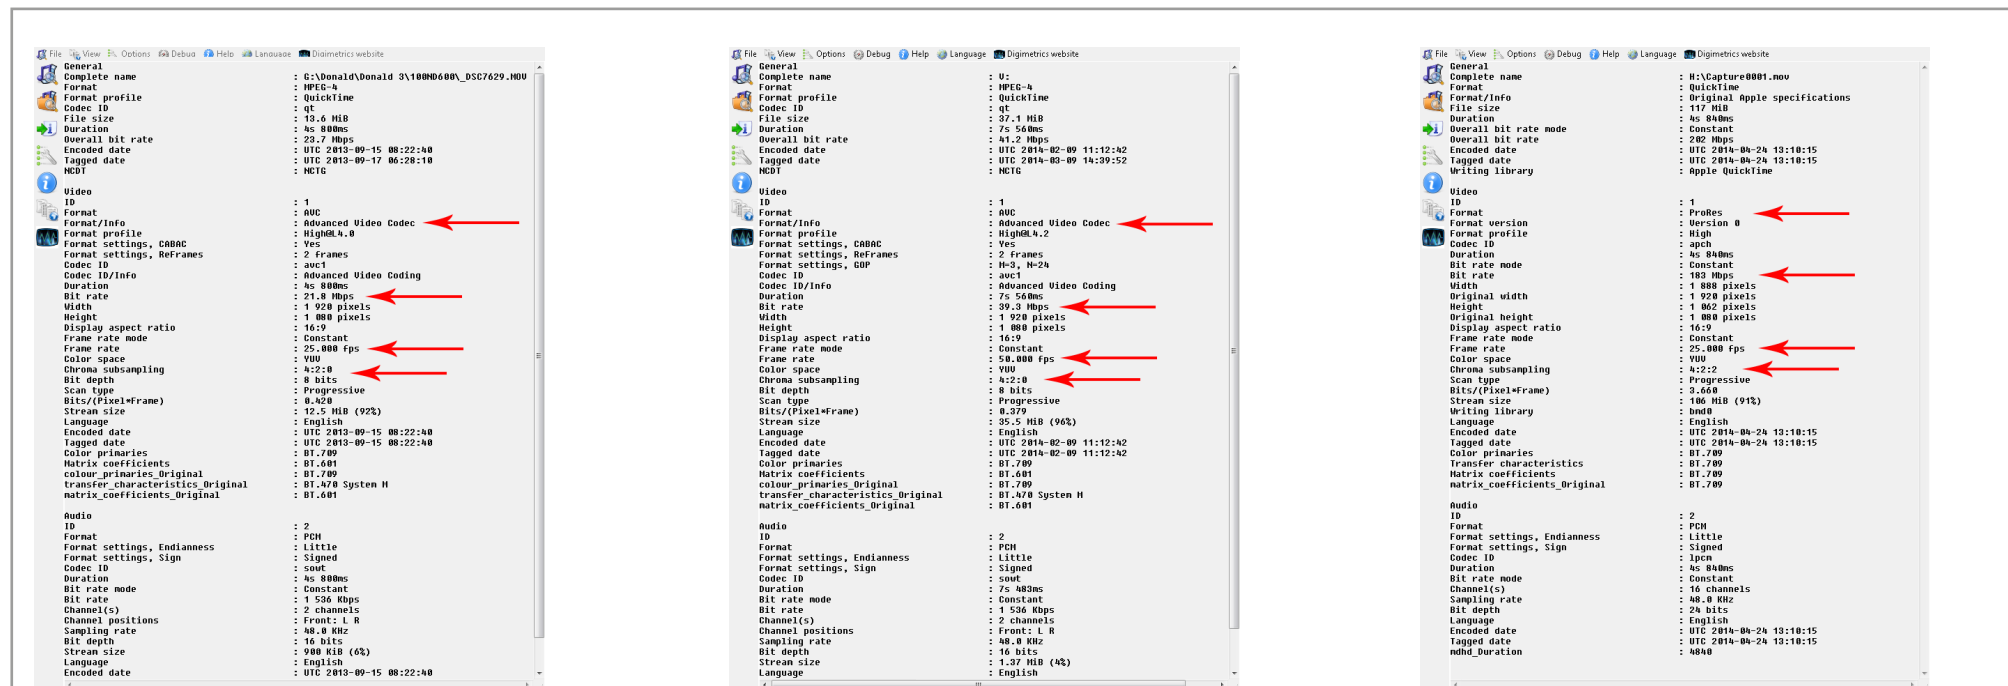 File View Options Debug Help Language Digimetrics website
General
Complete name : G:\Donald\Donald 3\100ND600\_DSC7629.MOV
Format : MPEG-4
Format profile : QuickTime
Codec ID : qt
File size : 13.6 MiB
Duration : 4s 800ms
Overall bit rate : 23.7 Mbps
Encoded date : UTC 2013-09-15 08:22:40
Tagged date : UTC 2013-09-17 06:28:10
NCDT : NCTG
Video
ID : 1
Format : AVC
Format/Info : Advanced Video Codec
Format profile : High@L4.0
Format settings, CABAC : Yes
Format settings, ReFrames : 2 frames
Codec ID : avc1
Codec ID/Info : Advanced Video Coding
Duration : 4s 800ms
Bit rate : 21.8 Mbps
Width : 1 920 pixels
Height : 1 080 pixels
Display aspect ratio : 16:9
Frame rate mode : Constant
Frame rate : 25.000 fps
Color space : YUV
Chroma subsampling : 4:2:0
Bit depth : 8 bits
Scan type : Progressive
Bits/(Pixel*Frame) : 0.420
Stream size : 12.5 MiB (92%)
Language : English
Encoded date : UTC 2013-09-15 08:22:40
Tagged date : UTC 2013-09-15 08:22:40
Color primaries : BT.709
Matrix coefficients : BT.601
colour_primaries_Original : BT.709
transfer_characteristics_Original : BT.470 System M
matrix_coefficients_Original : BT.601
Audio
ID : 2
Format : PCM
Format settings, Endianness : Little
Format settings, Sign : Signed
Codec ID : sowt
Duration : 4s 800ms
Bit rate mode : Constant
Bit rate : 1 536 Kbps
Channel(s) : 2 channels
Channel positions : Front: L R
Sampling rate : 48.0 KHz
Bit depth : 16 bits
Stream size : 900 KiB (6%)
Language : English
Encoded date : UTC 2013-09-15 08:22:40
File View Options Debug Help Language Digimetrics website
General
Complete name : V:
Format : MPEG-4
Format profile : QuickTime
Codec ID : qt
File size : 37.1 MiB
Duration : 7s 560ms
Overall bit rate : 41.2 Mbps
Encoded date : UTC 2014-02-09 11:12:42
Tagged date : UTC 2014-03-09 14:39:52
NCDT : NCTG
Video
ID : 1
Format : AVC
Format/Info : Advanced Video Codec
Format profile : High@L4.2
Format settings, CABAC : Yes
Format settings, ReFrames : 2 frames
Format settings, GOP : M=3, N=24
Codec ID : avc1
Codec ID/Info : Advanced Video Coding
Duration : 7s 560ms
Bit rate : 39.3 Mbps
Width : 1 920 pixels
Height : 1 080 pixels
Display aspect ratio : 16:9
Frame rate mode : Constant
Frame rate : 50.000 fps
Color space : YUV
Chroma subsampling : 4:2:0
Bit depth : 8 bits
Scan type : Progressive
Bits/(Pixel*Frame) : 0.379
Stream size : 35.5 MiB (96%)
Language : English
Encoded date : UTC 2014-02-09 11:12:42
Tagged date : UTC 2014-02-09 11:12:42
Color primaries : BT.709
Matrix coefficients : BT.601
colour_primaries_Original : BT.709
transfer_characteristics_Original : BT.470 System M
matrix_coefficients_Original : BT.601
Audio
ID : 2
Format : PCM
Format settings, Endianness : Little
Format settings, Sign : Signed
Codec ID : sowt
Duration : 7s 483ms
Bit rate mode : Constant
Bit rate : 1 536 Kbps
Channel(s) : 2 channels
Channel positions : Front: L R
Sampling rate : 48.0 KHz
Bit depth : 16 bits
Stream size : 1.37 MiB (4%)
Language : English
File View Options Debug Help Language Digimetrics website
General
Complete name : H:\Capture0001.mov
Format : QuickTime
Format/Info : Original Apple specifications
File size : 117 MiB
Duration : 4s 840ms
Overall bit rate mode : Constant
Overall bit rate : 202 Mbps
Encoded date : UTC 2014-04-24 13:10:15
Tagged date : UTC 2014-04-24 13:10:15
Writing library : Apple QuickTime
Video
ID : 1
Format : ProRes
Format version : Version 0
Format profile : High
Codec ID : apch
Duration : 4s 840ms
Bit rate mode : Constant
Bit rate : 183 Mbps
Width : 1 888 pixels
Original width : 1 920 pixels
Height : 1 062 pixels
Original height : 1 080 pixels
Display aspect ratio : 16:9
Frame rate mode : Constant
Frame rate : 25.000 fps
Color space : YUV
Chroma subsampling : 4:2:2
Scan type : Progressive
Bits/(Pixel*Frame) : 3.660
Stream size : 106 MiB (91%)
Writing library : bmd0
Language : English
Encoded date : UTC 2014-04-24 13:10:15
Tagged date : UTC 2014-04-24 13:10:15
Color primaries : BT.709
Transfer characteristics : BT.709
Matrix coefficients : BT.709
matrix_coefficients_Original : BT.709
Audio
ID : 2
Format : PCM
Format settings, Endianness : Little
Format settings, Sign : Signed
Codec ID : lpcm
Duration : 4s 840ms
Bit rate mode : Constant
Channel(s) : 16 channels
Sampling rate : 48.0 KHz
Bit depth : 24 bits
Language : English
Encoded date : UTC 2014-04-24 13:10:15
Tagged date : UTC 2014-04-24 13:10:15
mdhd_Duration : 4840